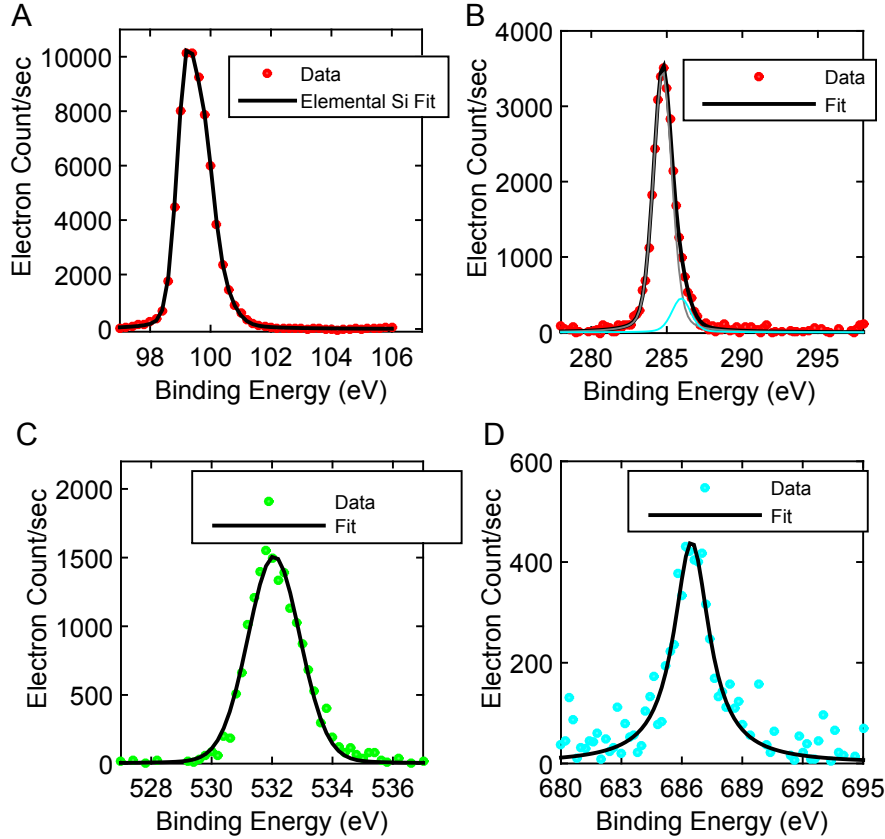 A
Electron Count/sec
10000
8000
6000
4000
2000
0
Data
Elemental Si Fit
98 100 102 104 106
Binding Energy (eV)
B
Electron Count/sec
4000
3000
2000
1000
0
Data
Fit
280 285 290 295
Binding Energy (eV)
C
Electron Count/sec
2000
1500
1000
500
0
Data
Fit
528 530 532 534 536
Binding Energy (eV)
D
Electron Count/sec
600
400
200
0
Data
Fit
680 683 686 689 692 695
Binding Energy (eV)